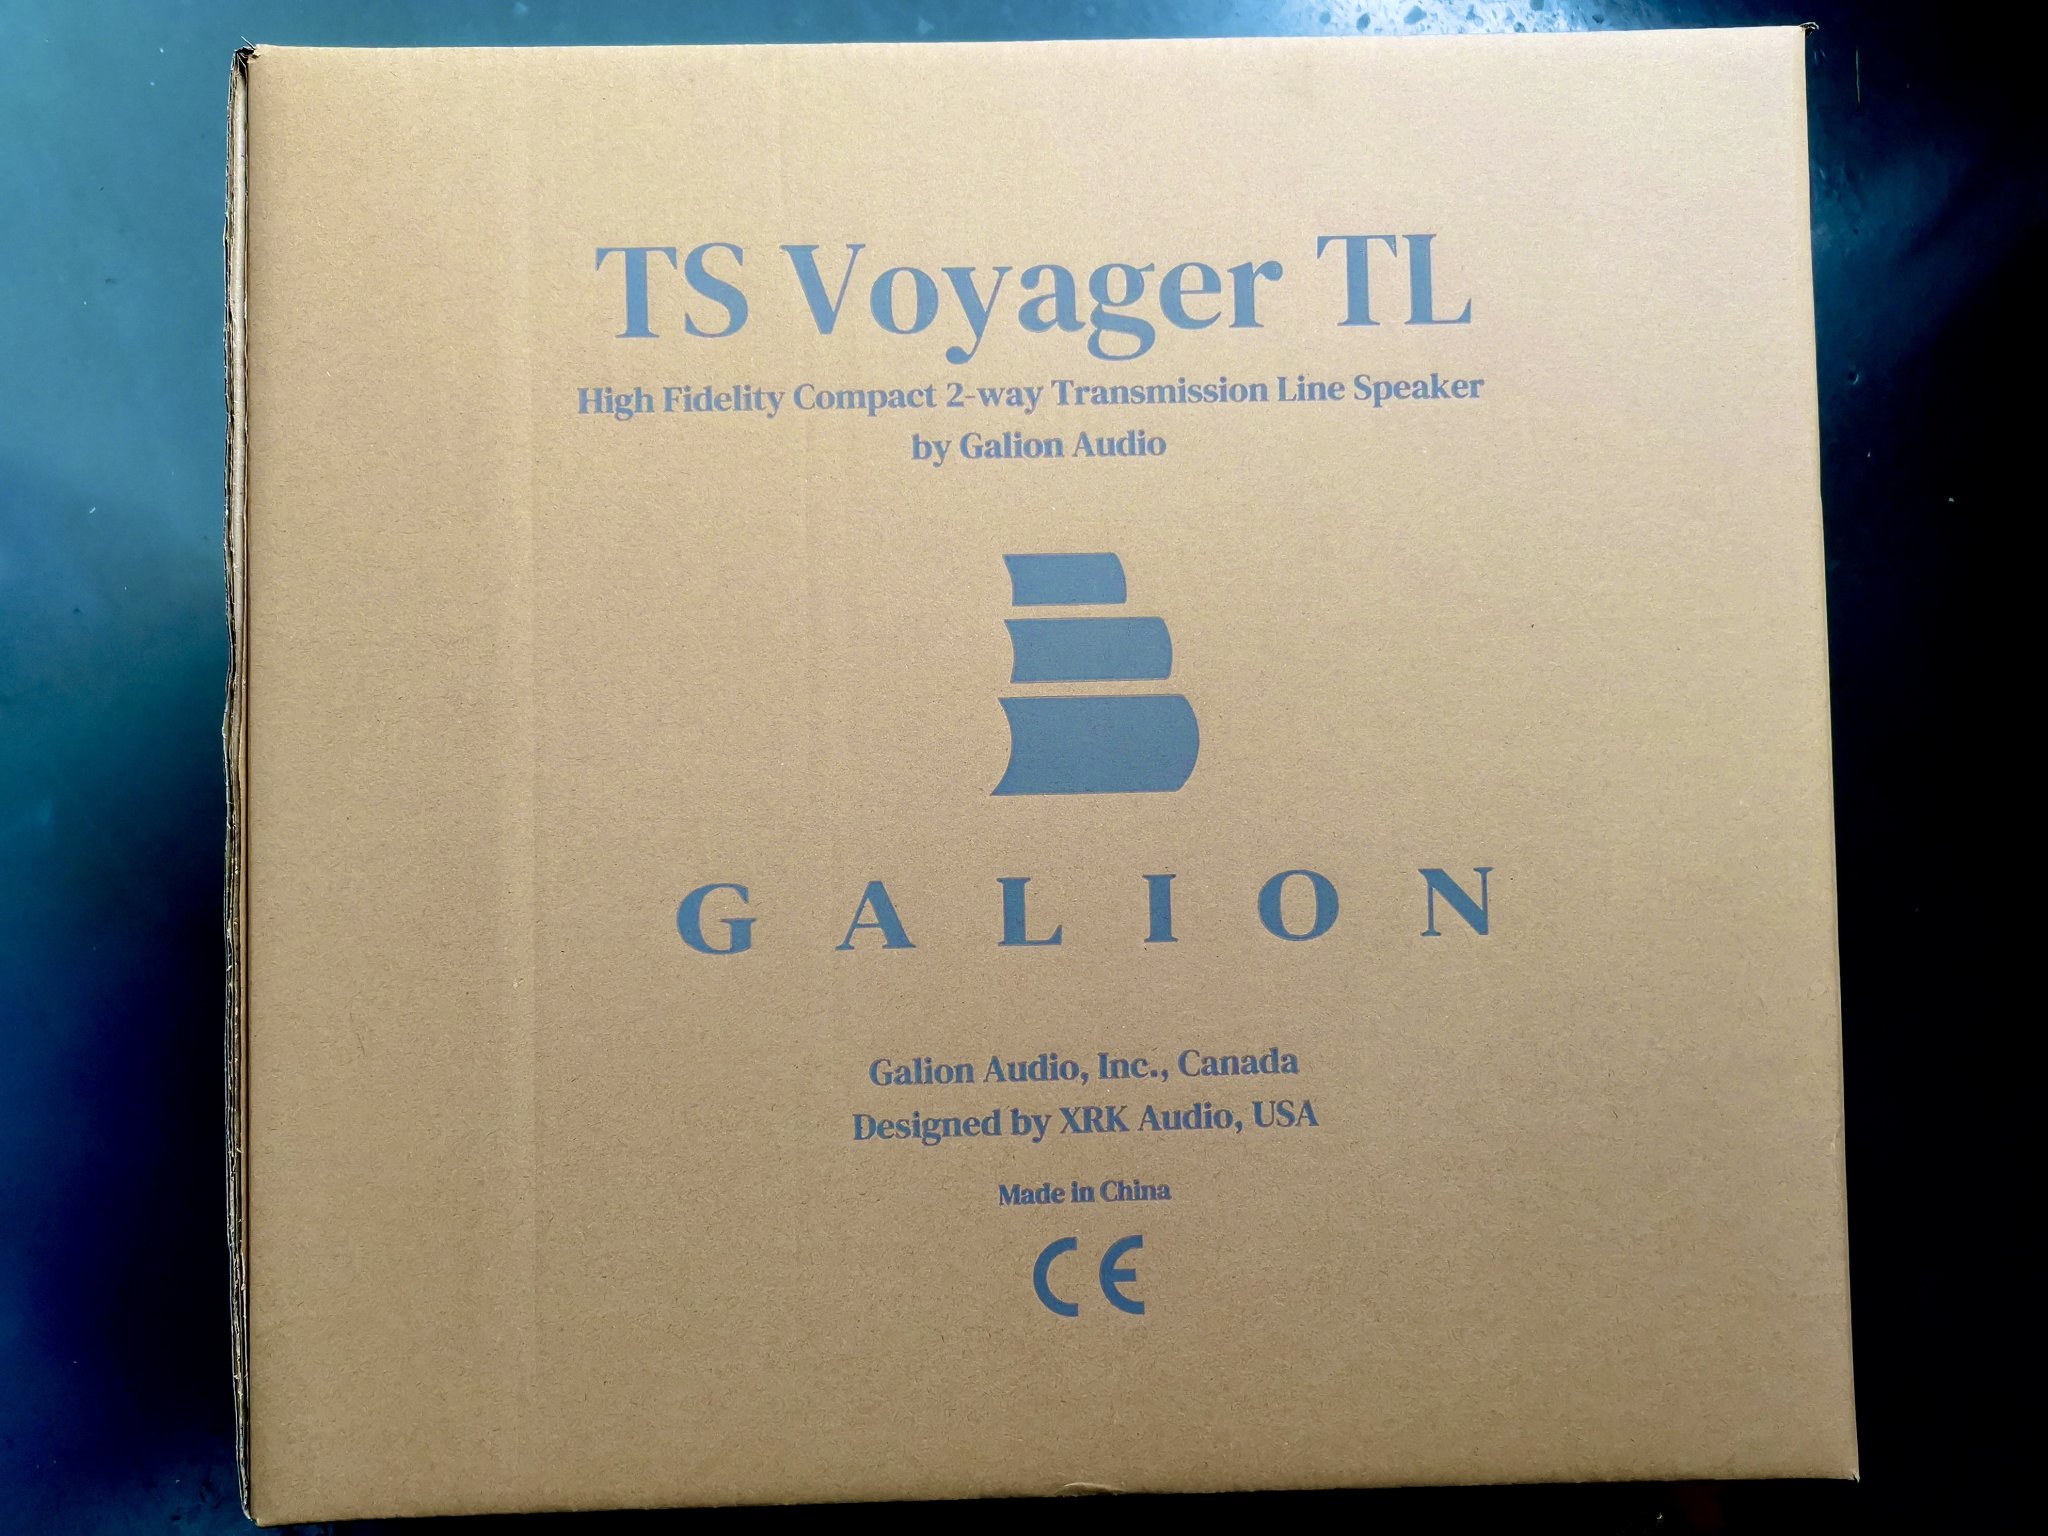 TS Voyager TL
High Fidelity Compact 2-way Transmission Line Speaker
by Galion Audio
GALION
Galion Audio, Inc., Canada
Designed by XRK Audio, USA
Made in China
CE